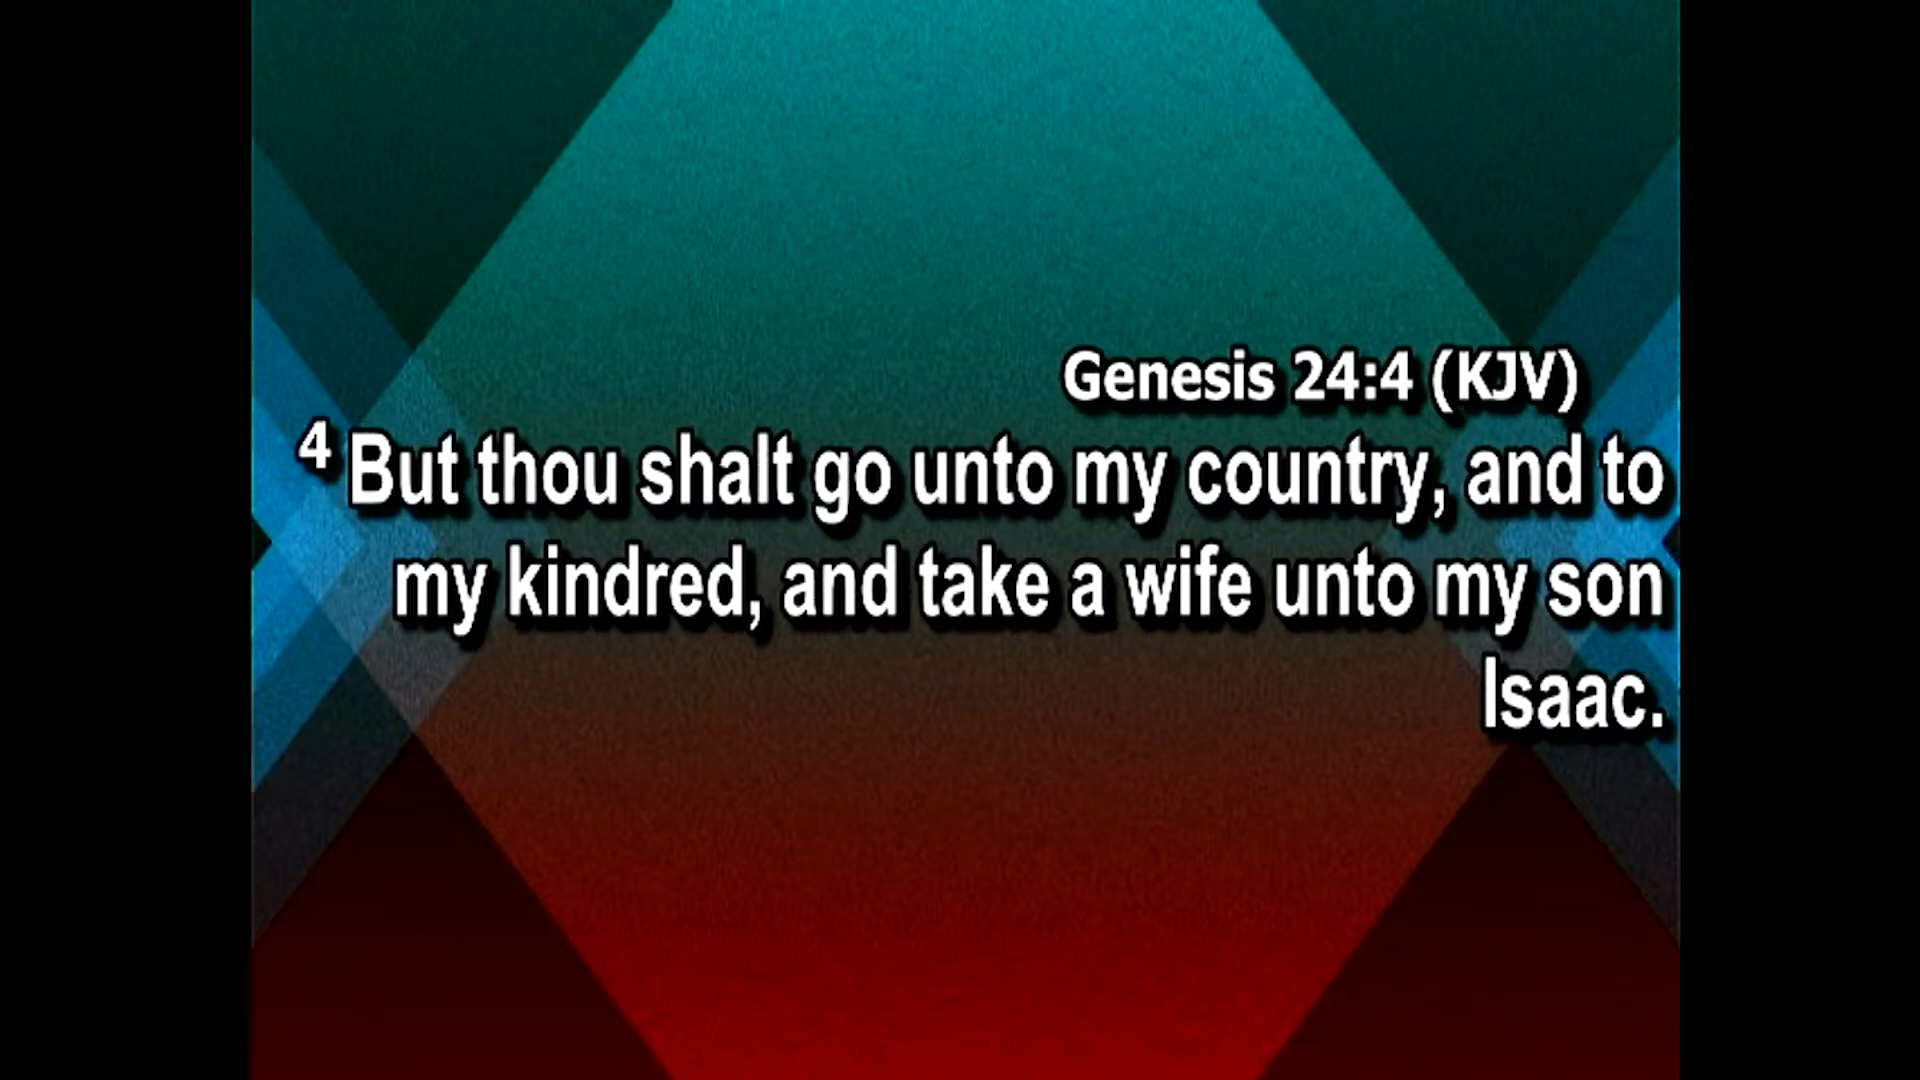 Genesis 24:4 (KJV)
4 But thou shalt go unto my country, and to
my kindred, and take a wife unto my son
Isaac.